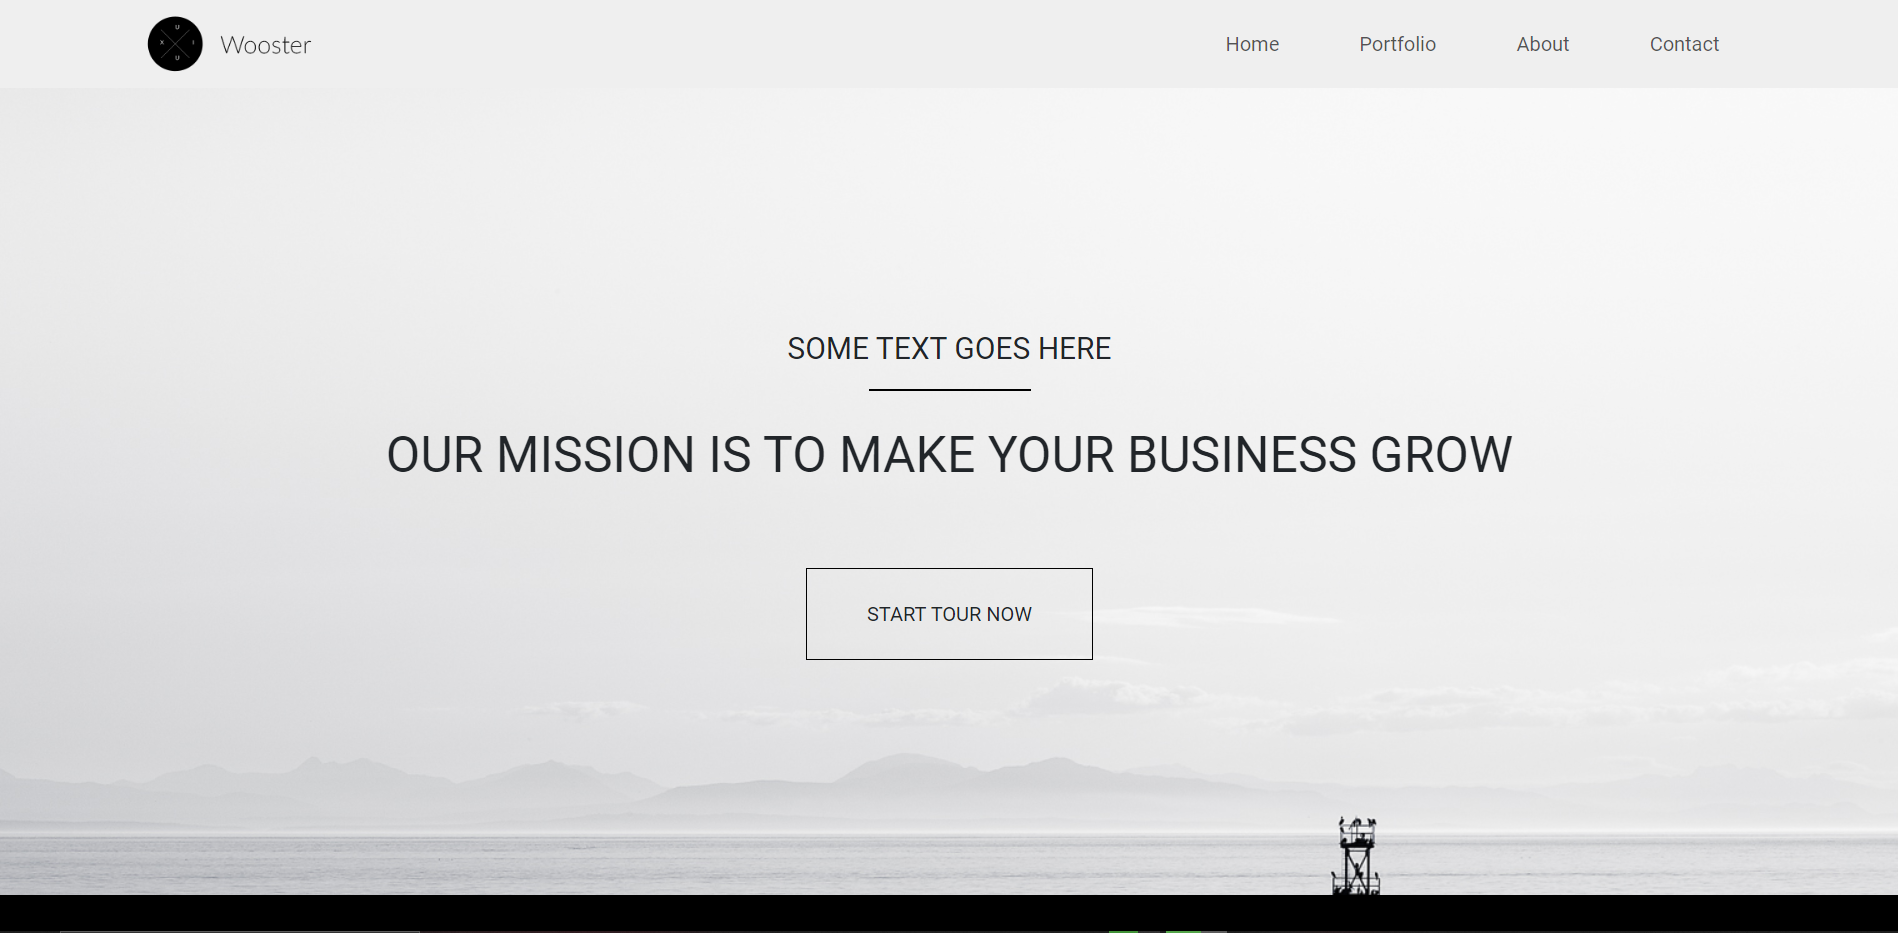 U
X I
U
Wooster
Home Portfolio About Contact
SOME TEXT GOES HERE
OUR MISSION IS TO MAKE YOUR BUSINESS GROW
START TOUR NOW